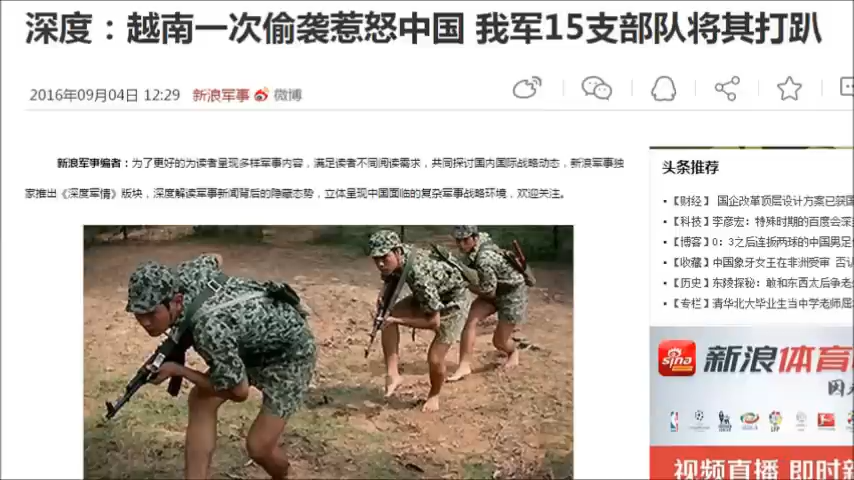 深度：越南一次偷袭惹怒中国 我军15支部队将其打趴
2016年09月04日 12:29 新浪军事 微博
新浪军事编者：为了更好的为读者呈现多样军事内容，满足读者不同阅读需求，共同探讨国内国际战略动态，新浪军事独
家推出《深度军情》版块，深度解读军事新闻背后的隐蔽态势，立体呈现中国面临的复杂军事战略环境，欢迎关注。
头条推荐
【财经】国企改革顶层设计方案已获国
【科技】李彦宏：特殊时期的百度会深
【博客】0：3之后连扳两球的中国男足
【收藏】中国象牙女王在非洲受审 否认
【历史】东陵探秘：敢和东西太后争老
【专栏】清华北大毕业生当中学老师屈
sina 新浪体育
因
视频直播 即时新